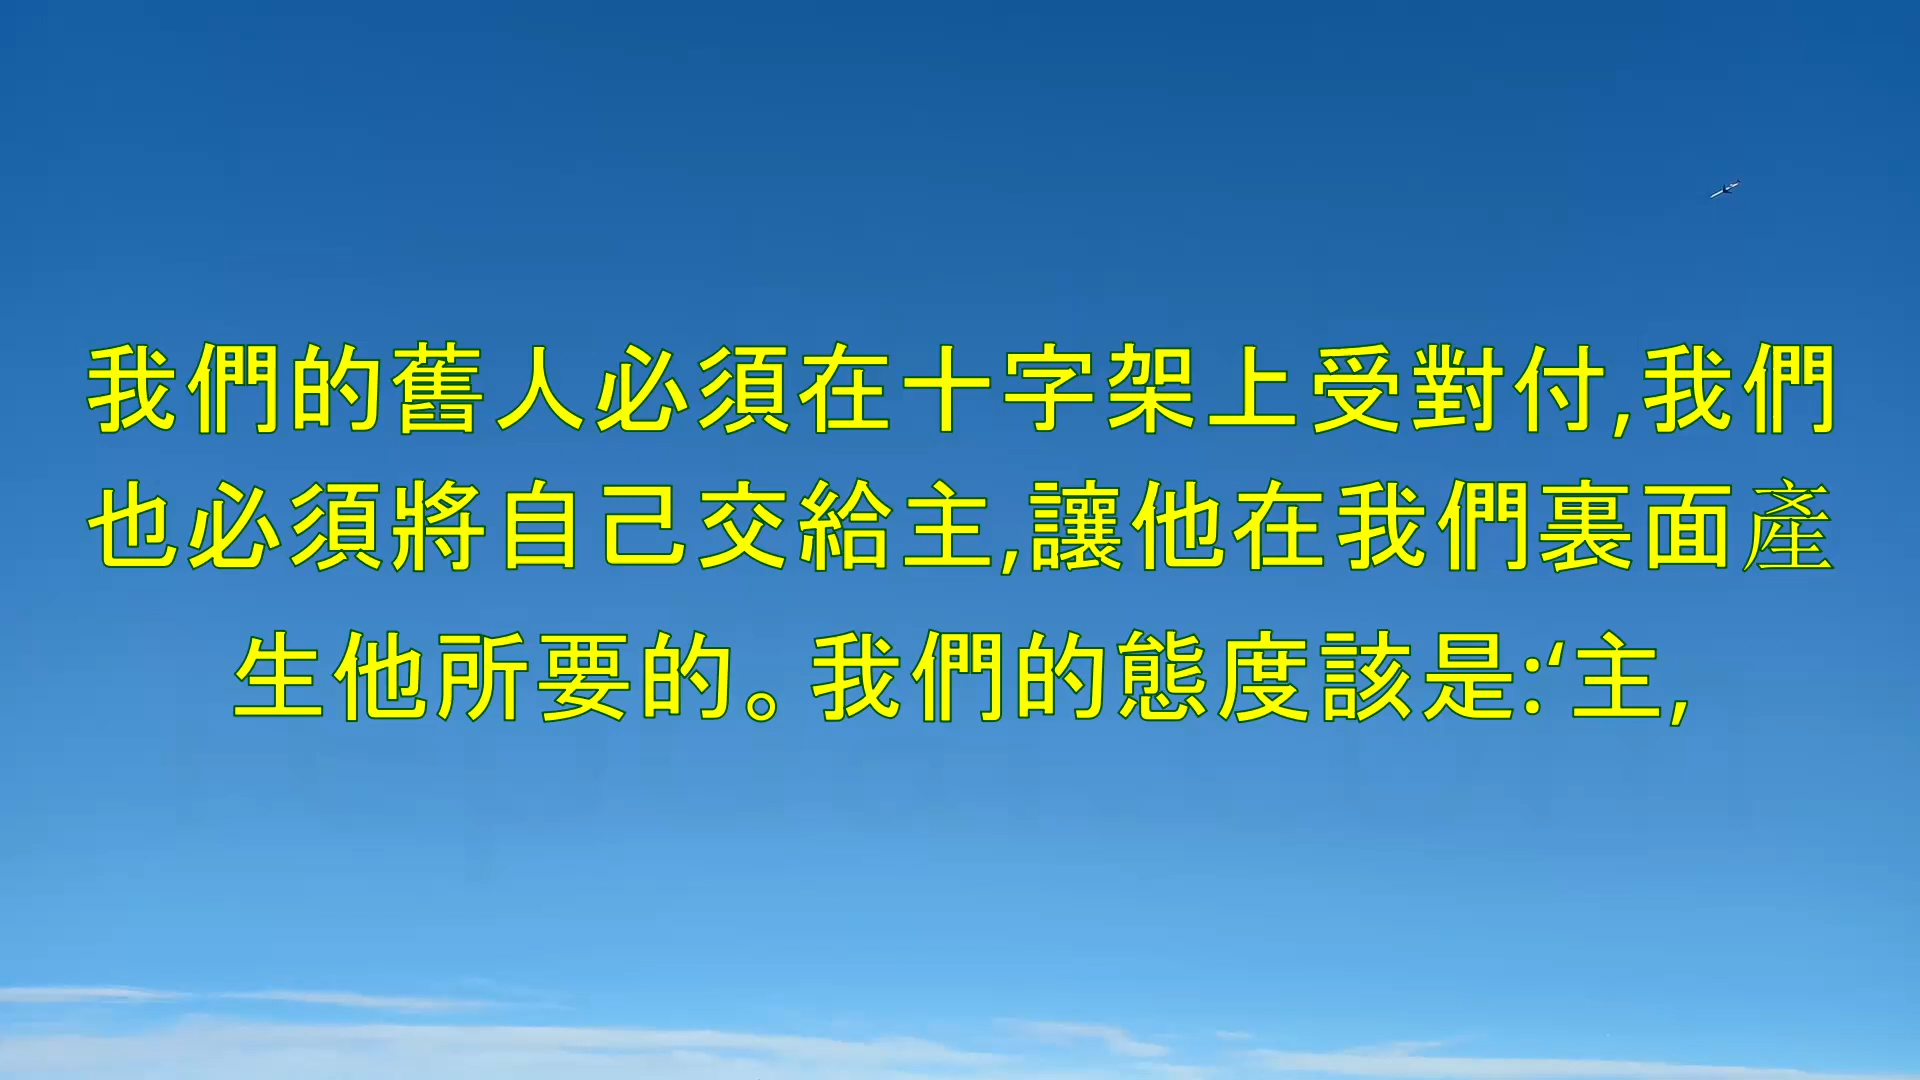 我們的舊人必須在十字架上受對付,我們
也必須將自己交給主,讓他在我們裏面產
生他所要的。我們的態度該是:‘主,